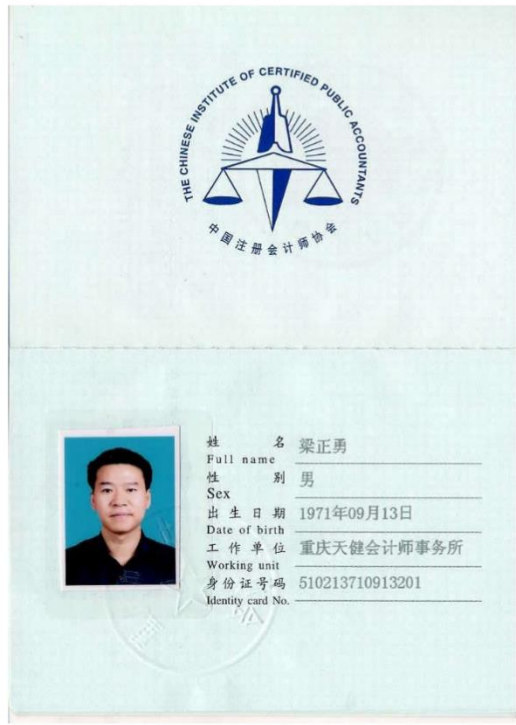 THE CHINESE INSTITUTE OF CERTIFIED PUBLIC ACCOUNTANTS
中国注册会计师协会
姓 名 梁正勇
Full name
性 别 男
Sex
出生日期 1971年09月13日
Date of birth
工作单位 重庆天健会计师事务所
Working unit
身份证号码 510213710913201
Identity card No.